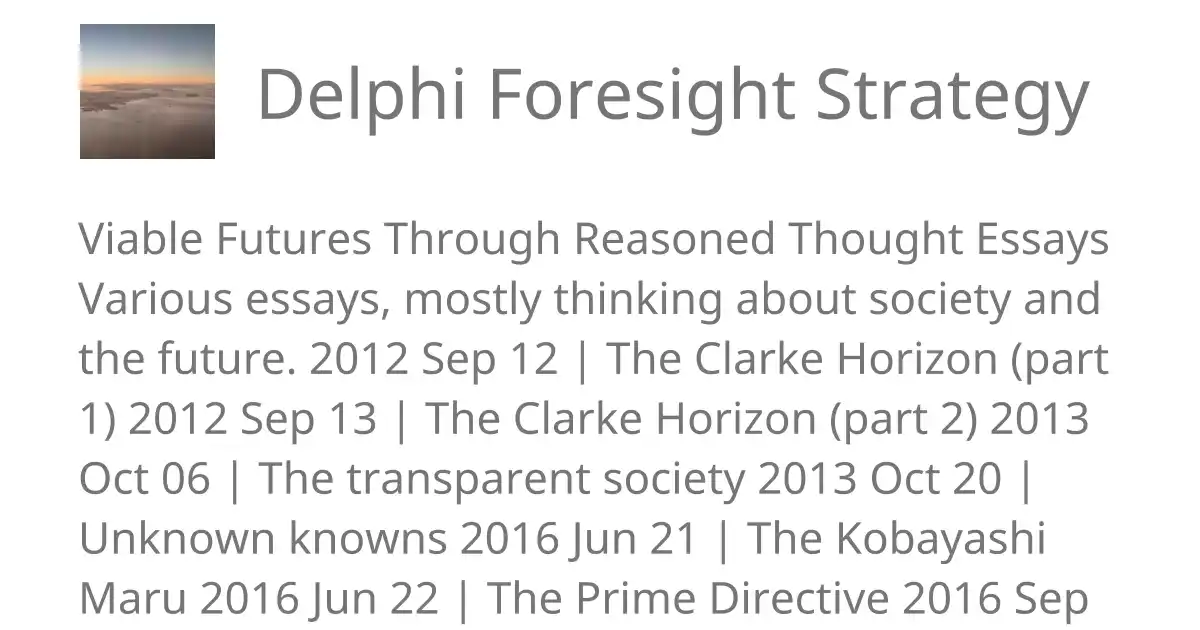 Delphi Foresight Strategy
Viable Futures Through Reasoned Thought Essays
Various essays, mostly thinking about society and
the future. 2012 Sep 12 | The Clarke Horizon (part
1) 2012 Sep 13 | The Clarke Horizon (part 2) 2013
Oct 06 | The transparent society 2013 Oct 20 |
Unknown knowns 2016 Jun 21 | The Kobayashi
Maru 2016 Jun 22 | The Prime Directive 2016 Sep